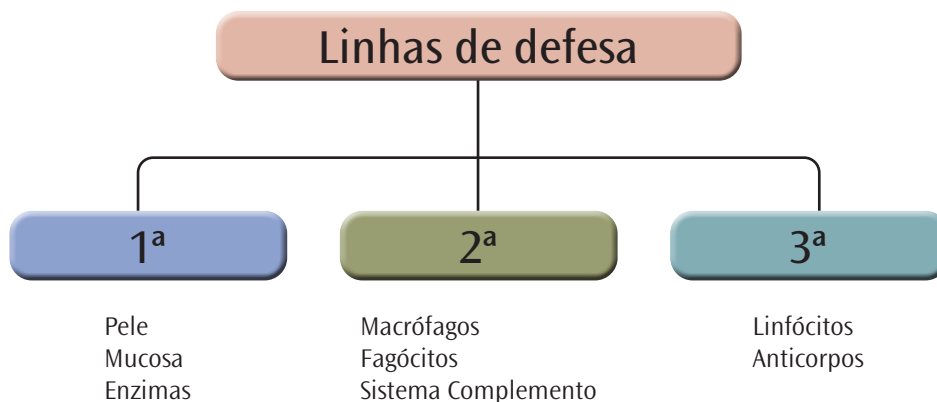 Linhas de defesa
1ª
Pele
Mucosa
Enzimas
2ª
Macrófagos
Fagócitos
Sistema Complemento
3ª
Linfócitos
Anticorpos